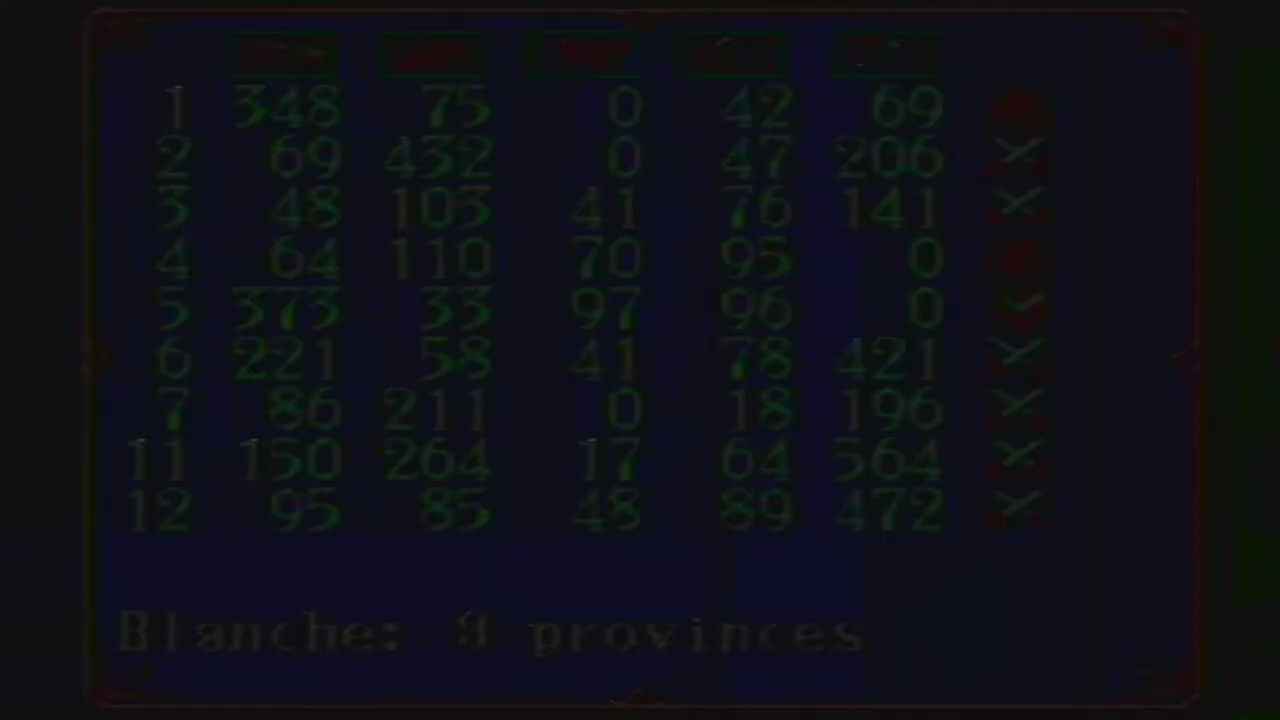 1 348 75 0 42 69
2 69 432 0 47 206
3 48 103 41 76 141
4 64 110 70 95 0
5 373 33 97 96 0
6 221 58 41 78 421
7 86 211 0 18 196
11 150 264 17 64 564
12 95 85 48 89 472
Blanche: 9 provinces